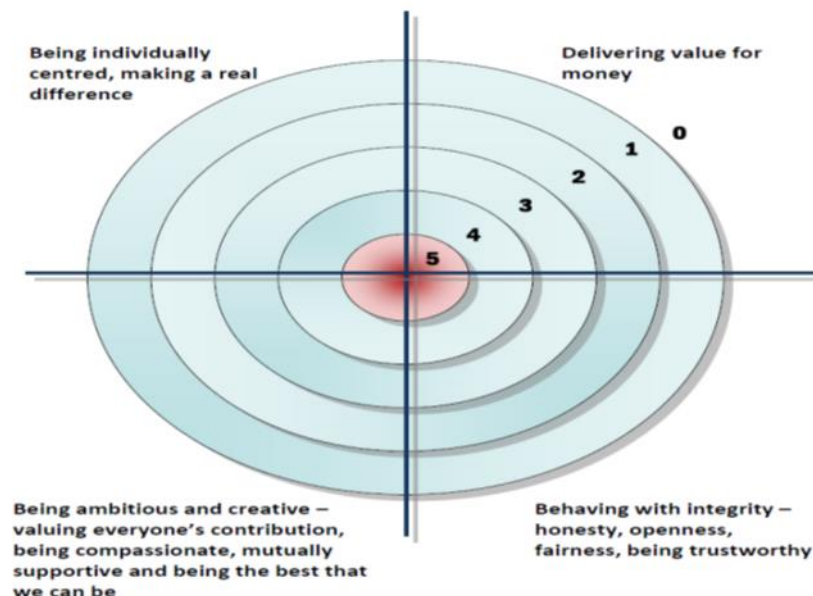 Being individually
centred, making a real
difference
Delivering value for
money
0
1
2
3
4
5
Being ambitious and creative –
valuing everyone's contribution,
being compassionate, mutually
supportive and being the best that
we can be
Behaving with integrity –
honesty, openness,
fairness, being trustworthy